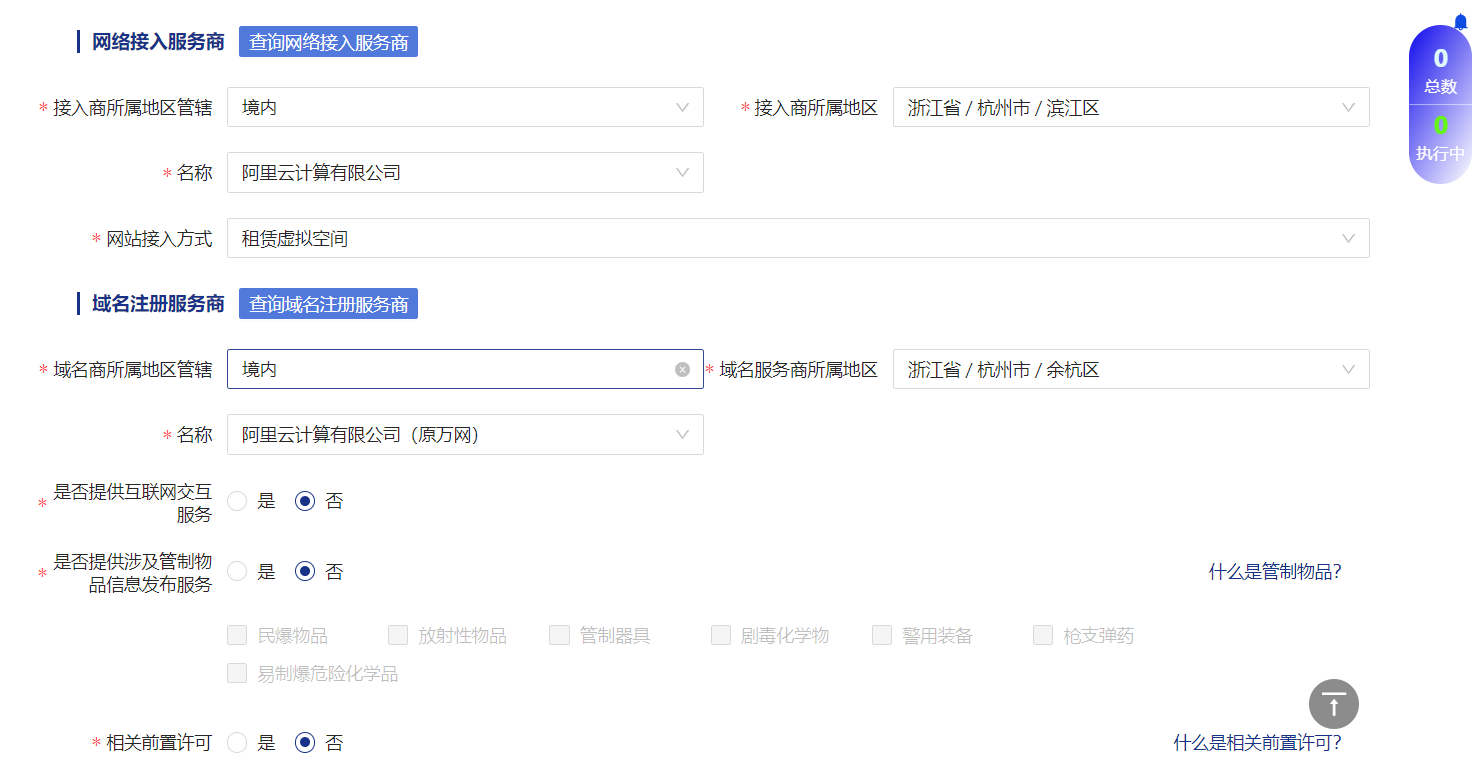 网络接入服务商 查询网络接入服务商
* 接入商所属地区管辖 境内 * 接入商所属地区 浙江省 / 杭州市 / 滨江区
* 名称 阿里云计算有限公司
* 网站接入方式 租赁虚拟空间
域名注册服务商 查询域名注册服务商
* 域名商所属地区管辖 境内 * 域名服务商所属地区 浙江省 / 杭州市 / 余杭区
* 名称 阿里云计算有限公司（原万网）
* 是否提供互联网交互
服务 是 否
* 是否提供涉及管制物
品信息发布服务 是 否 什么是管制物品?
民爆物品 放射性物品 管制器具 剧毒化学物 警用装备 枪支弹药
易制爆危险化学品
* 相关前置许可 是 否 什么是相关前置许可?
0
总数
0
执行中